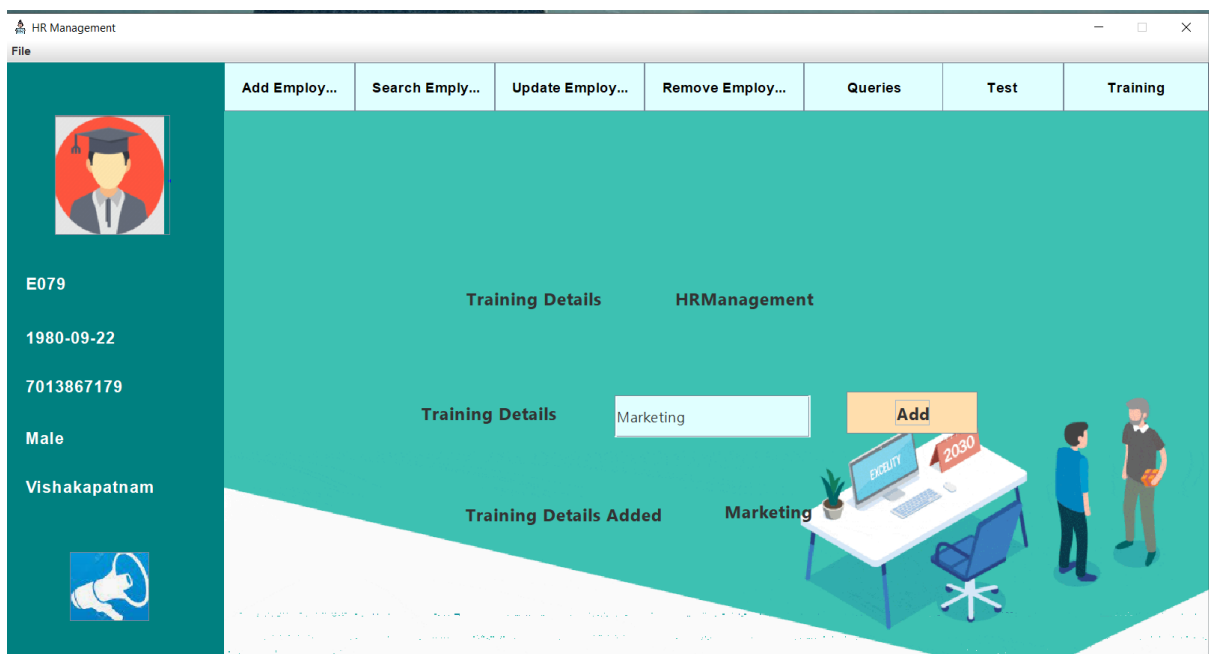 HR Management
File
Add Employ... Search Emply... Update Employ... Remove Employ... Queries Test Training
E079
1980-09-22
7013867179
Male
Vishakapatnam
Training Details HRManagement
Training Details Marketing Add
Training Details Added Marketing
EXCELITY
2030